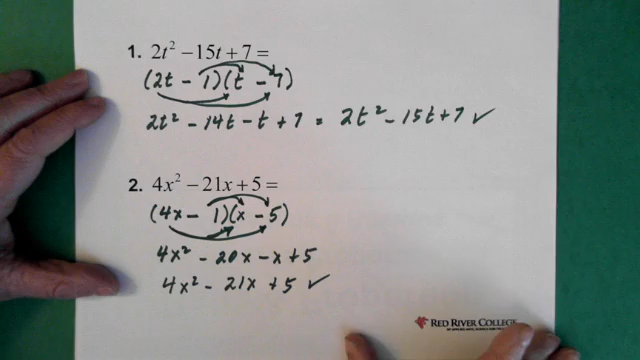 1. 2t² − 15t + 7 =
(2t − 1)(t − 7)
2t² − 14t − t + 7 = 2t² − 15t + 7 ✓
2. 4x² − 21x + 5 =
(4x − 1)(x − 5)
4x² − 20x − x + 5
4x² − 21x + 5 ✓
RED RIVER COLLEGE